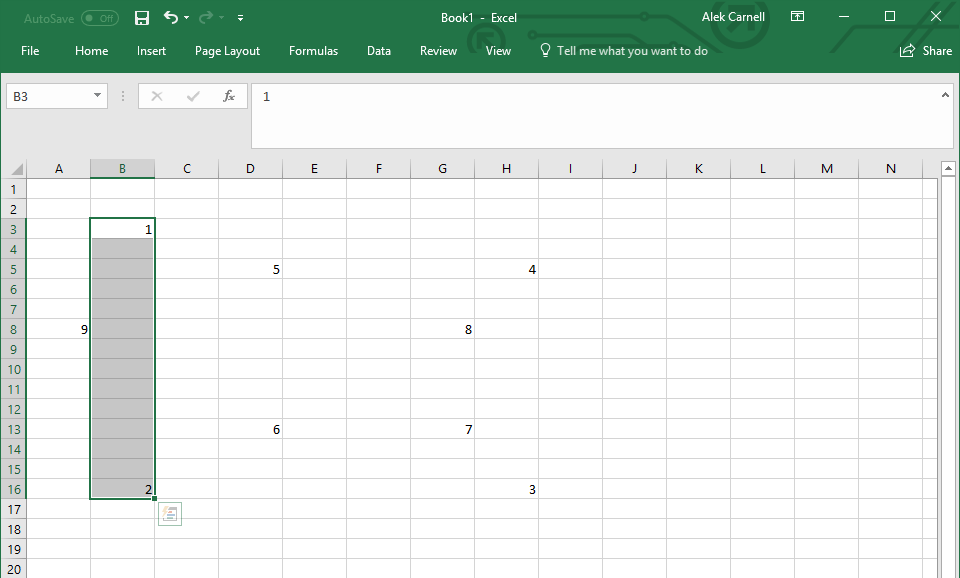 AutoSave Off Book1 - Excel Alek Carnell
File Home Insert Page Layout Formulas Data Review View Tell me what you want to do Share
B3 fx 1
A B C D E F G H I J K L M N
1
2
3 1
4
5 5 4
6
7
8 9 8
9
10
11
12
13 6 7
14
15
16 2 3
17
18
19
20